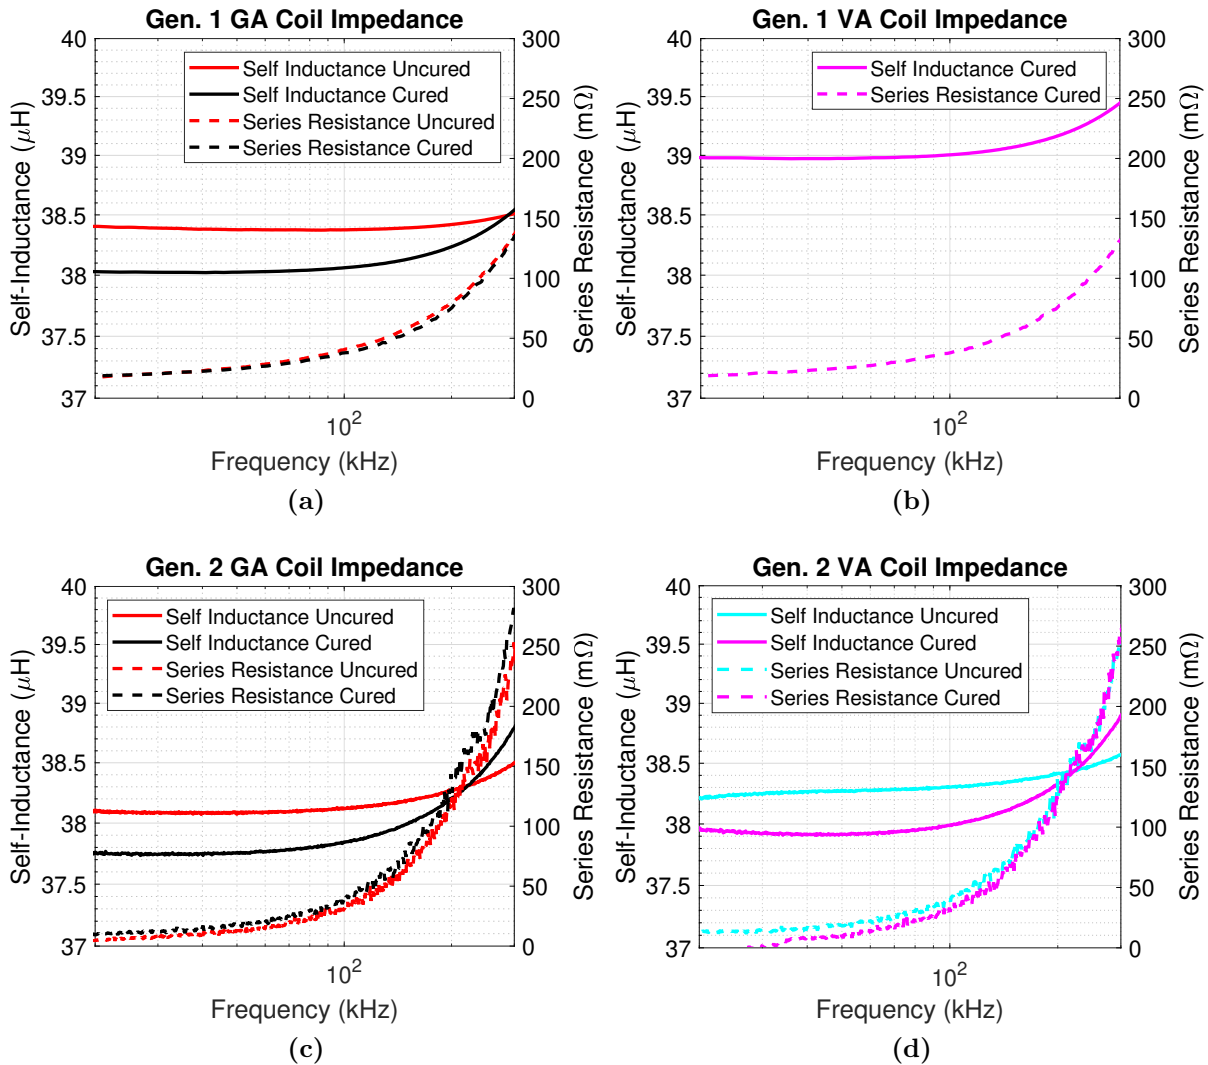 Gen. 1 GA Coil Impedance
40
39.5
39
38.5
38
37.5
37
Self-Inductance (μH)
Self Inductance Uncured
Self Inductance Cured
Series Resistance Uncured
Series Resistance Cured
300
250
200
150
100
50
0
Series Resistance (mΩ)
10²
Frequency (kHz)
(a)
Gen. 1 VA Coil Impedance
40
39.5
39
38.5
38
37.5
37
Self-Inductance (μH)
Self Inductance Cured
Series Resistance Cured
300
250
200
150
100
50
0
Series Resistance (mΩ)
10²
Frequency (kHz)
(b)
Gen. 2 GA Coil Impedance
40
39.5
39
38.5
38
37.5
37
Self-Inductance (μH)
Self Inductance Uncured
Self Inductance Cured
Series Resistance Uncured
Series Resistance Cured
300
250
200
150
100
50
0
Series Resistance (mΩ)
10²
Frequency (kHz)
(c)
Gen. 2 VA Coil Impedance
40
39.5
39
38.5
38
37.5
37
Self-Inductance (μH)
Self Inductance Uncured
Self Inductance Cured
Series Resistance Uncured
Series Resistance Cured
300
250
200
150
100
50
0
Series Resistance (mΩ)
10²
Frequency (kHz)
(d)